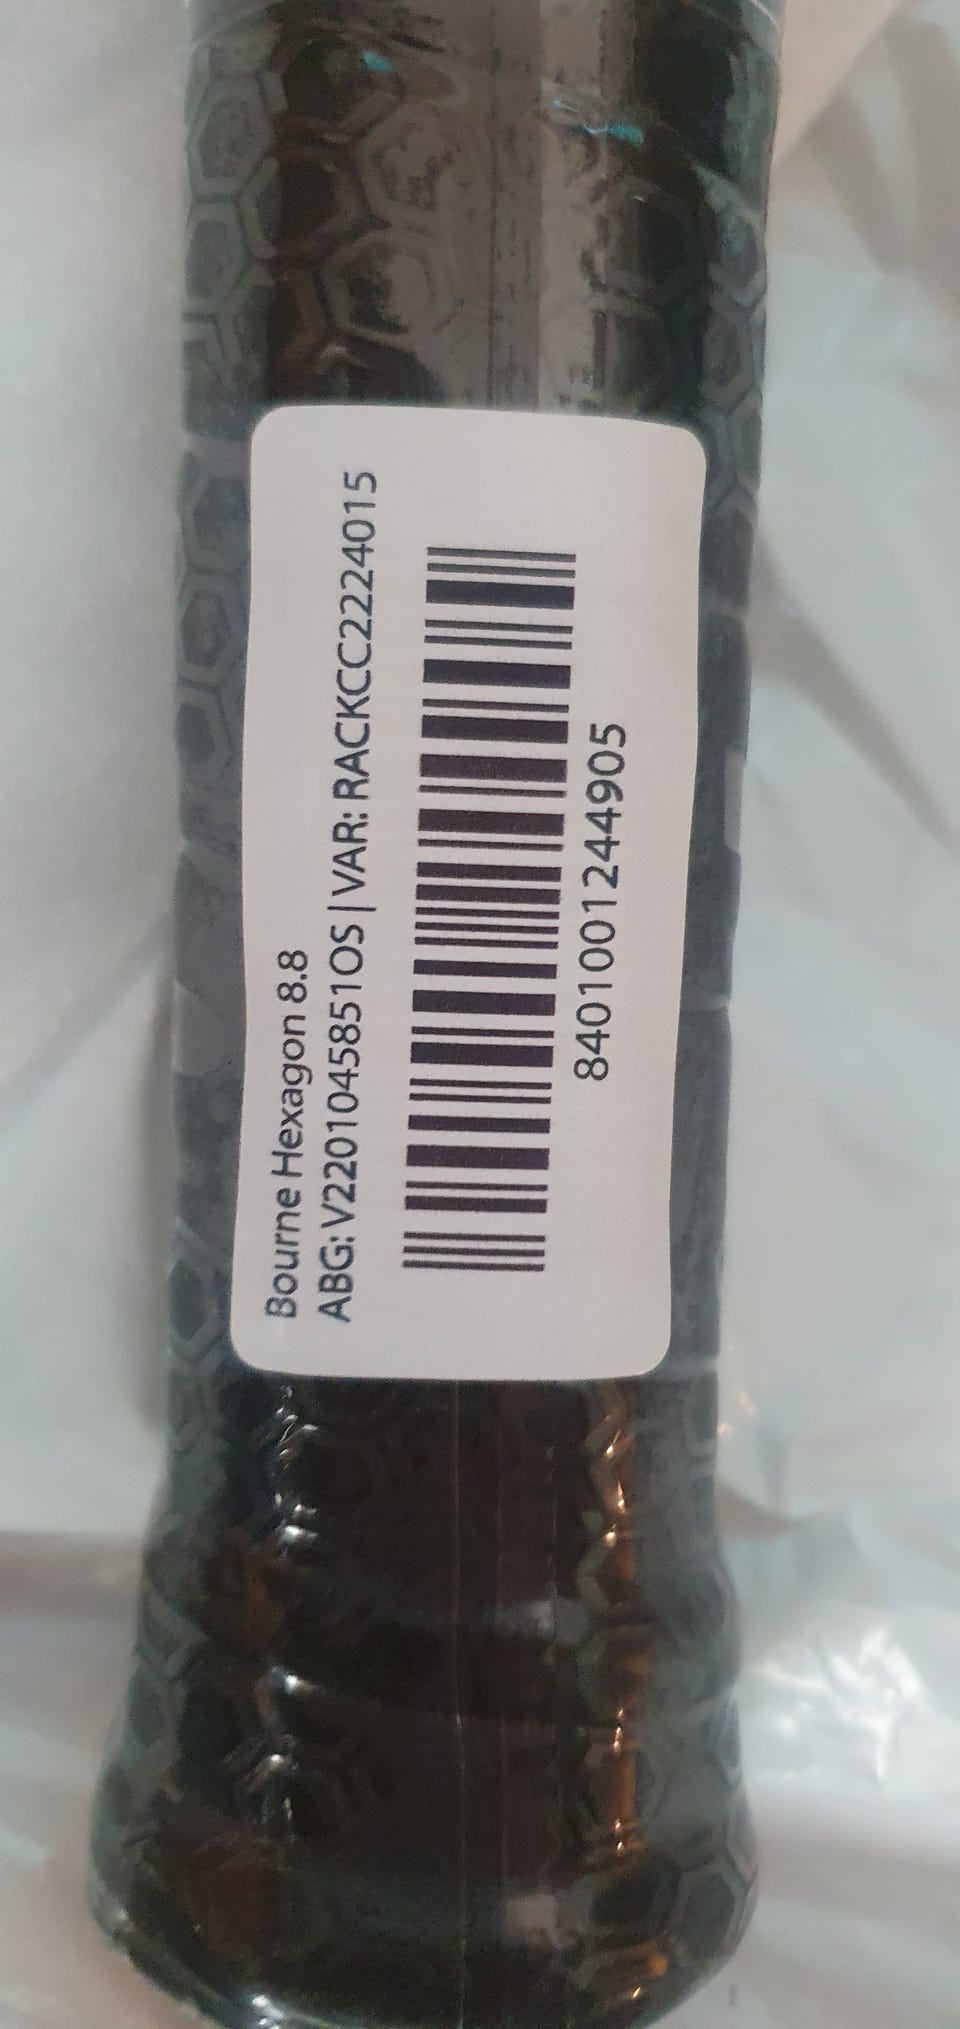 Bourne Hexagon 8.8
ABG: V2201045851OS | VAR: RACKCC2224015
8401001244905